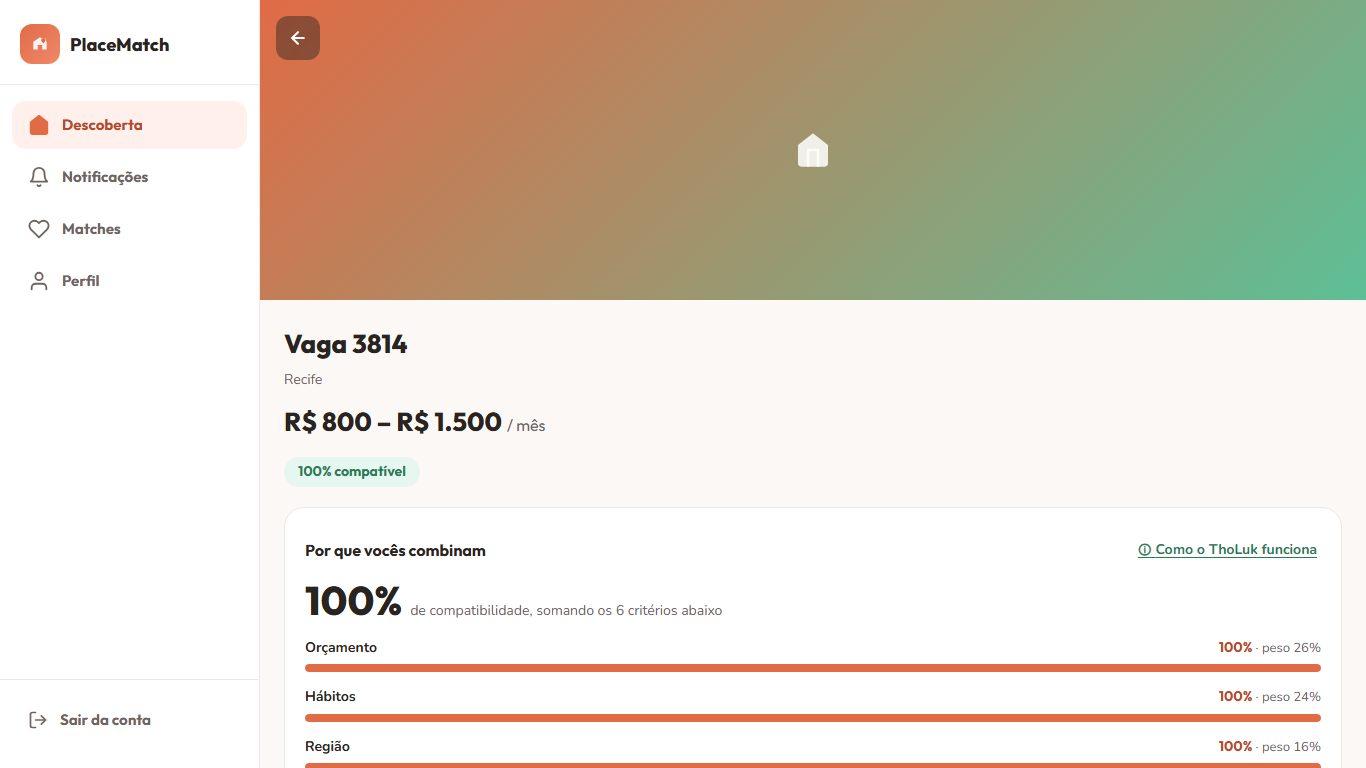 PlaceMatch
Descoberta
Notificações
Matches
Perfil
Sair da conta
Vaga 3814
Recife
R$ 800 – R$ 1.500 / mês
100% compatível
Por que vocês combinam
Como o ThoLuk funciona
100% de compatibilidade, somando os 6 critérios abaixo
Orçamento 100% · peso 26%
Hábitos 100% · peso 24%
Região 100% · peso 16%